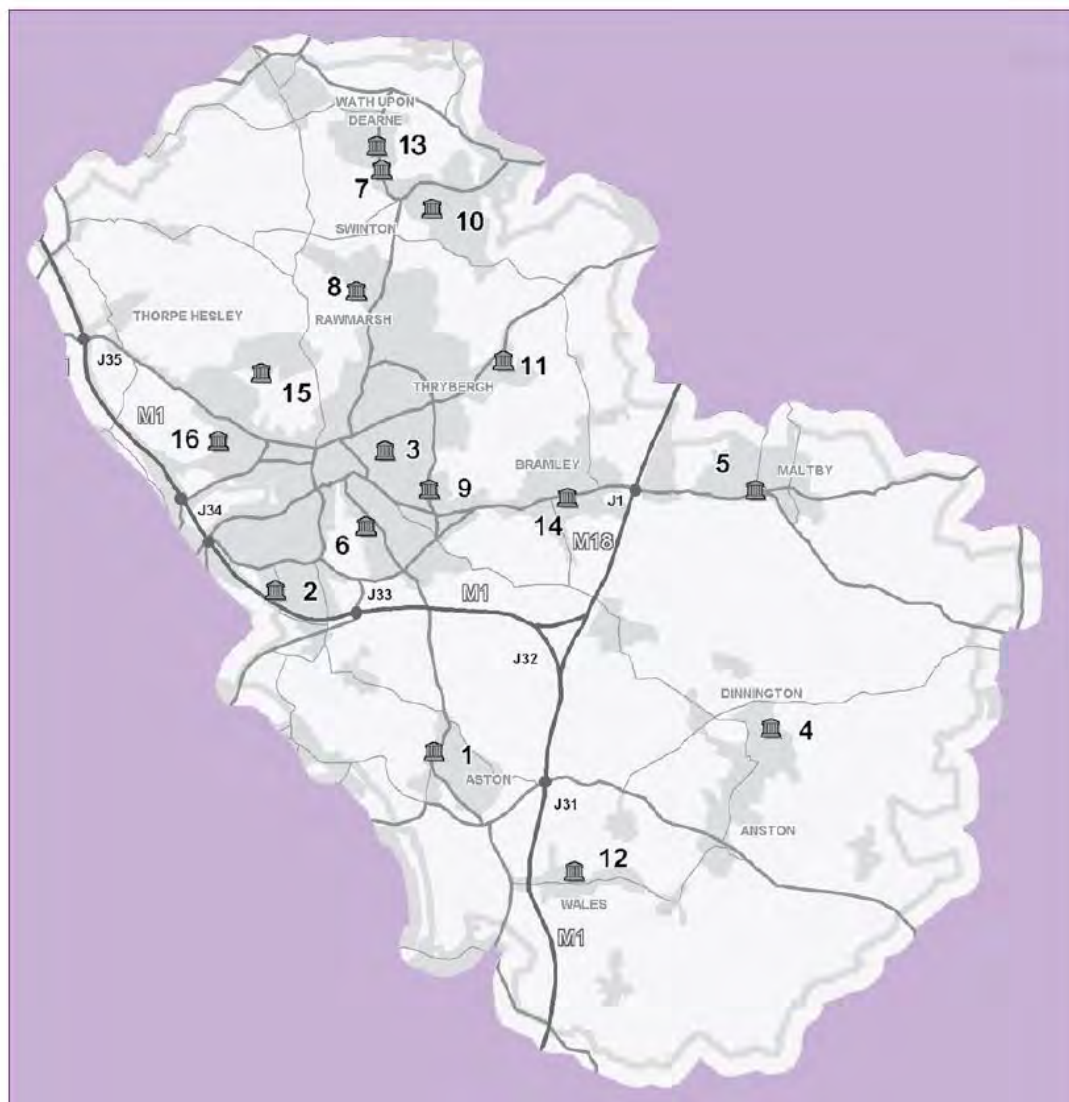 WATH UPON
DEARNE
13
7
10
SWINTON
8
THORPE HESLEY
RAWMARSH
J35
11
THRYBERGH
15
M1
16
3
BRAMLEY
5
MALTBY
9
J1
J34
14
6
M18
2
J33
M1
J32
DINNINGTON
4
1
ASTON
J31
ANSTON
12
WALES
M1